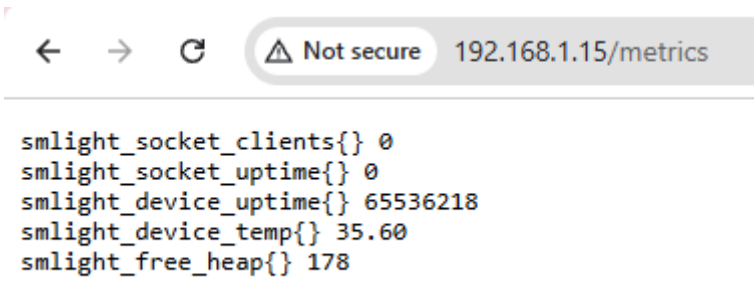 Not secure 192.168.1.15/metrics
smlight_socket_clients{} 0
smlight_socket_uptime{} 0
smlight_device_uptime{} 65536218
smlight_device_temp{} 35.60
smlight_free_heap{} 178